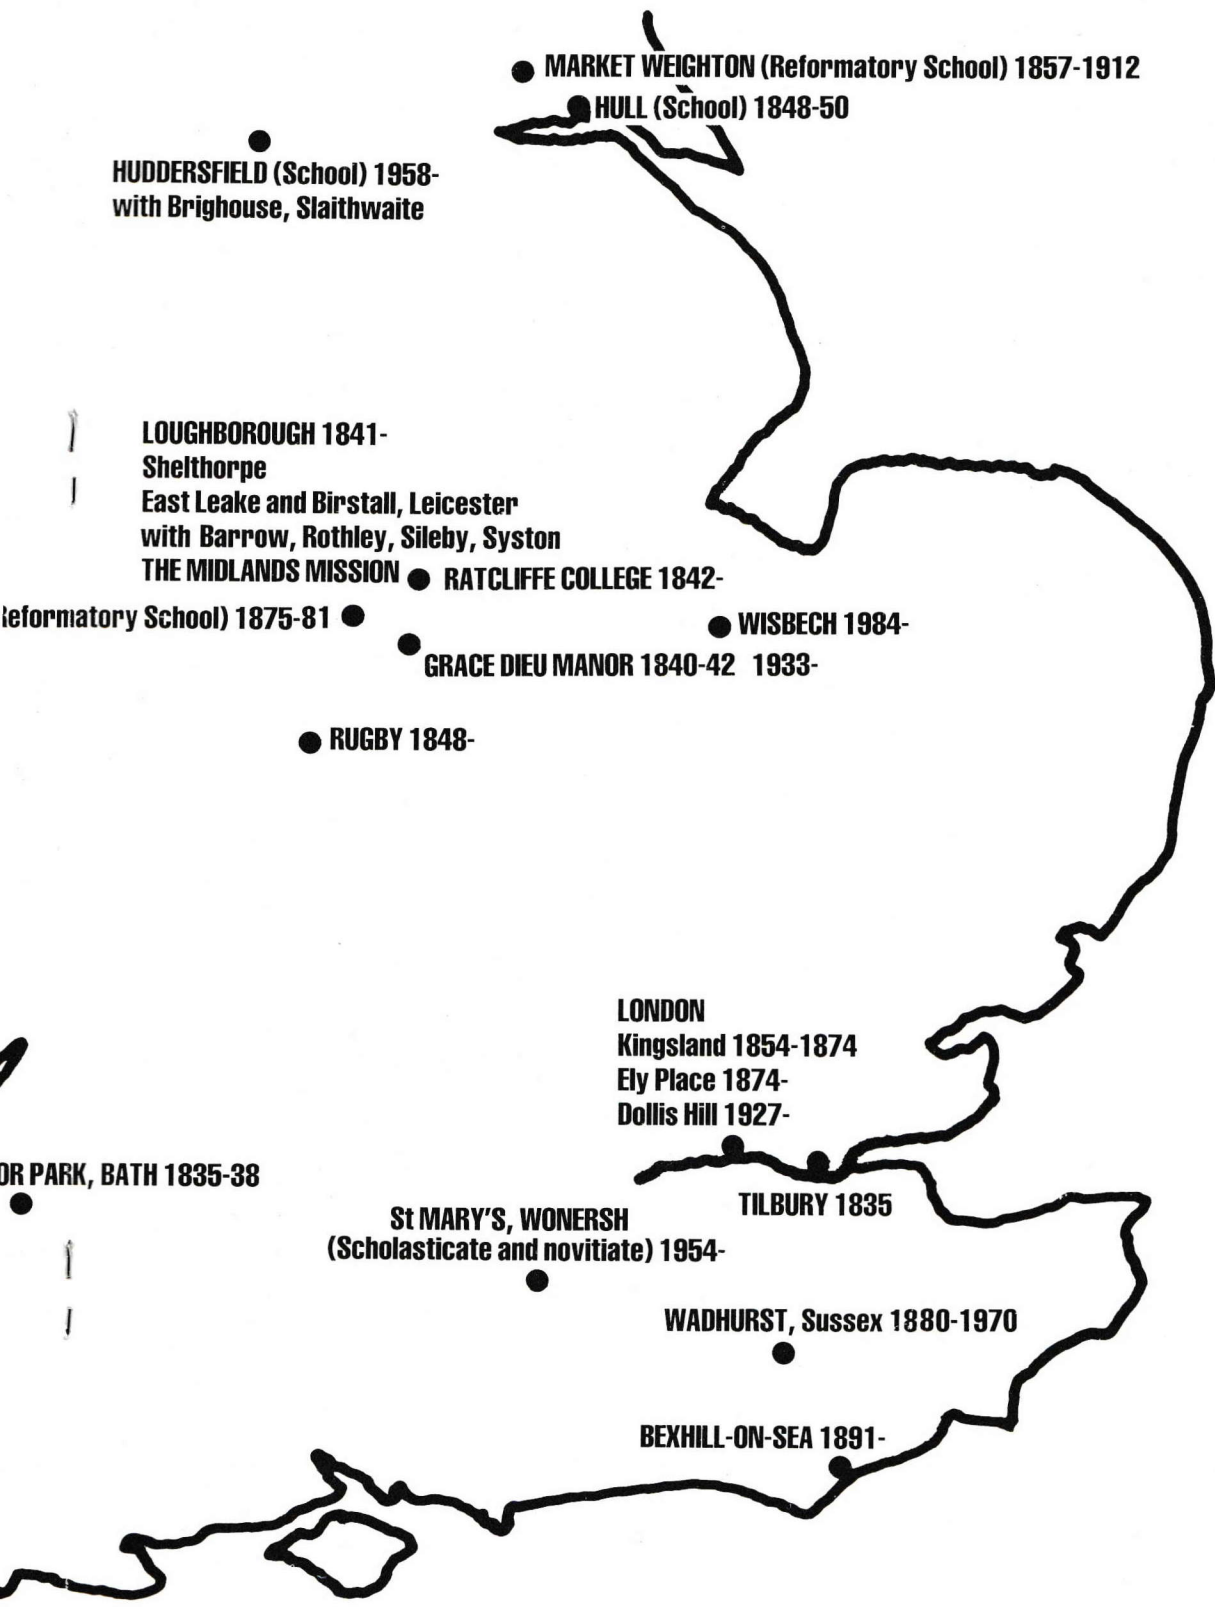 MARKET WEIGHTON (Reformatory School) 1857-1912
HULL (School) 1848-50
HUDDERSFIELD (School) 1958-
with Brighouse, Slaithwaite
LOUGHBOROUGH 1841-
Shelthorpe
East Leake and Birstall, Leicester
with Barrow, Rothley, Sileby, Syston
THE MIDLANDS MISSION
RATCLIFFE COLLEGE 1842-
eformatory School) 1875-81
WISBECH 1984-
GRACE DIEU MANOR 1840-42 1933-
RUGBY 1848-
LONDON
Kingsland 1854-1874
Ely Place 1874-
Dollis Hill 1927-
OR PARK, BATH 1835-38
TILBURY 1835
St MARY'S, WONERSH
(Scholasticate and novitiate) 1954-
WADHURST, Sussex 1880-1970
BEXHILL-ON-SEA 1891-